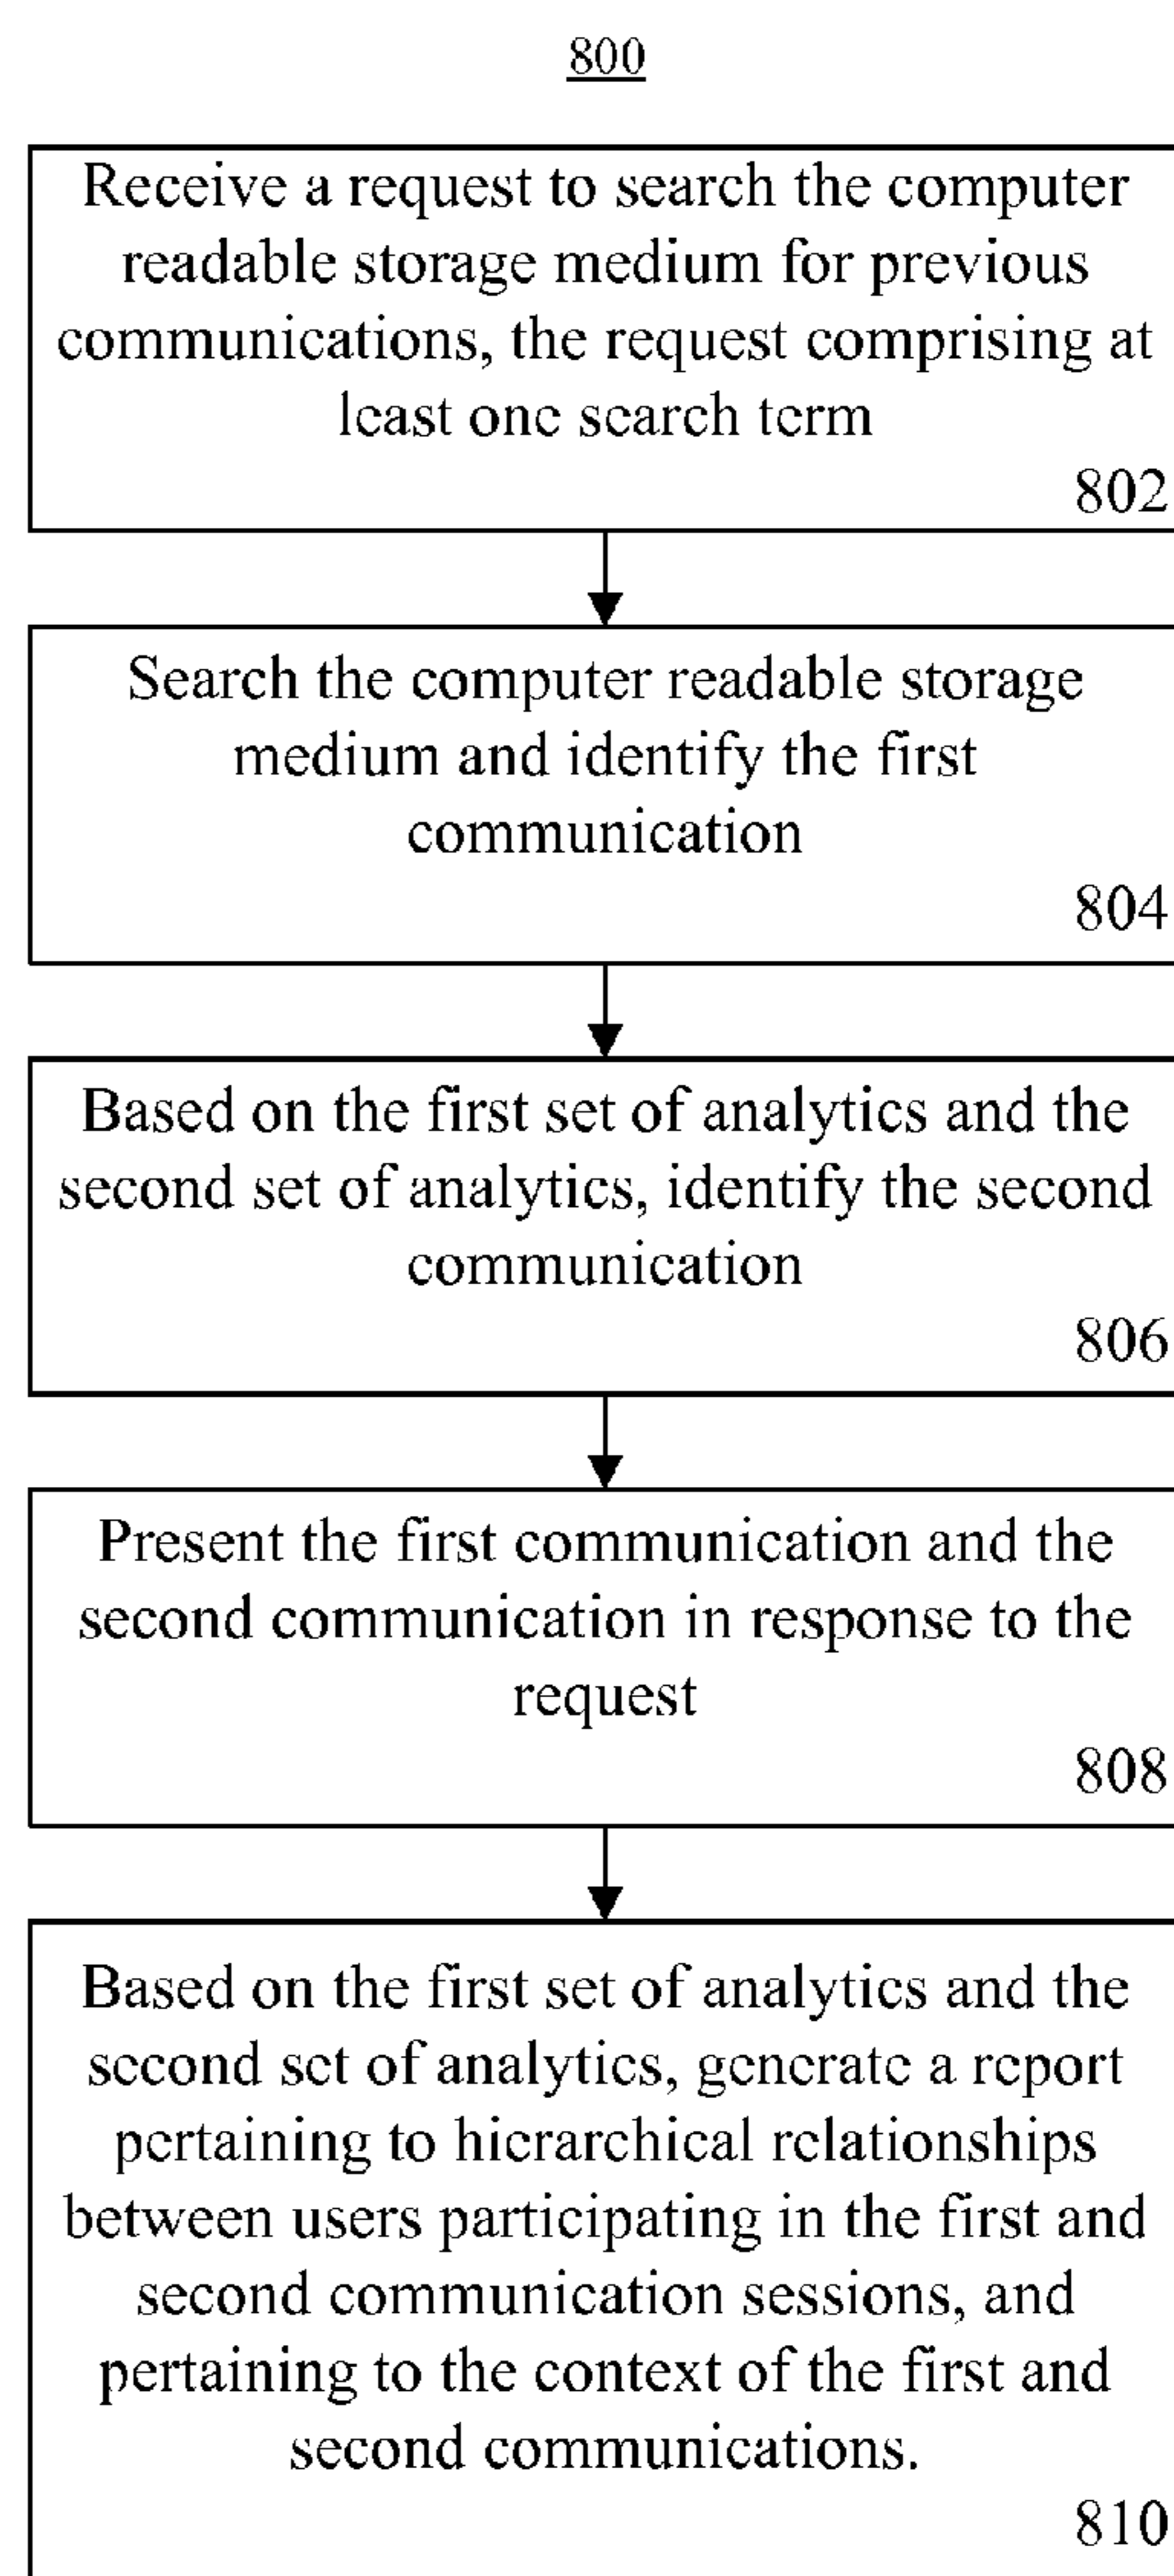 800
Receive a request to search the computer
readable storage medium for previous
communications, the request comprising at
least one search term
802
Search the computer readable storage
medium and identify the first
communication
804
Based on the first set of analytics and the
second set of analytics, identify the second
communication
806
Present the first communication and the
second communication in response to the
request
808
Based on the first set of analytics and the
second set of analytics, generate a report
pertaining to hierarchical relationships
between users participating in the first and
second communication sessions, and
pertaining to the context of the first and
second communications.
810